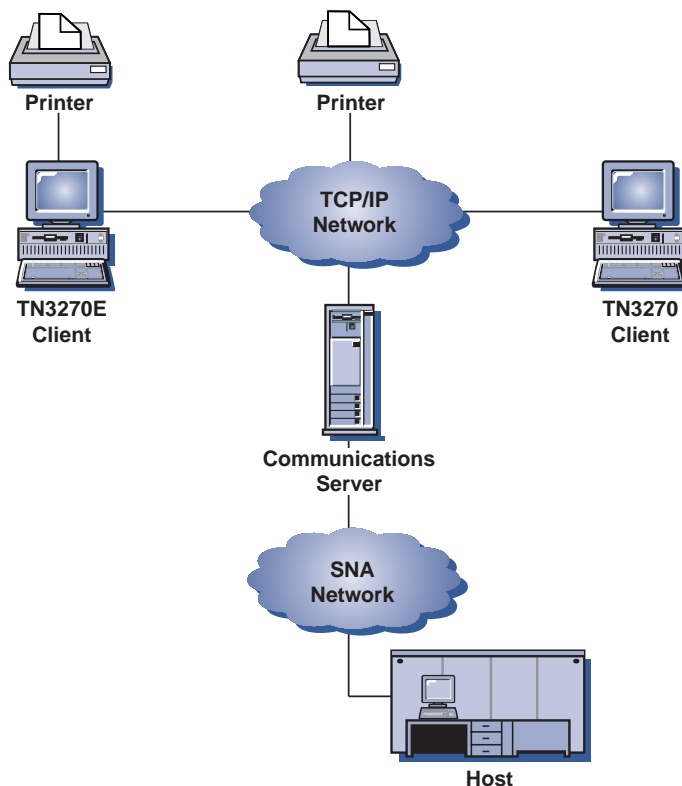 Printer
Printer
TCP/IP
Network
TN3270E
Client
TN3270
Client
Communications
Server
SNA
Network
Host